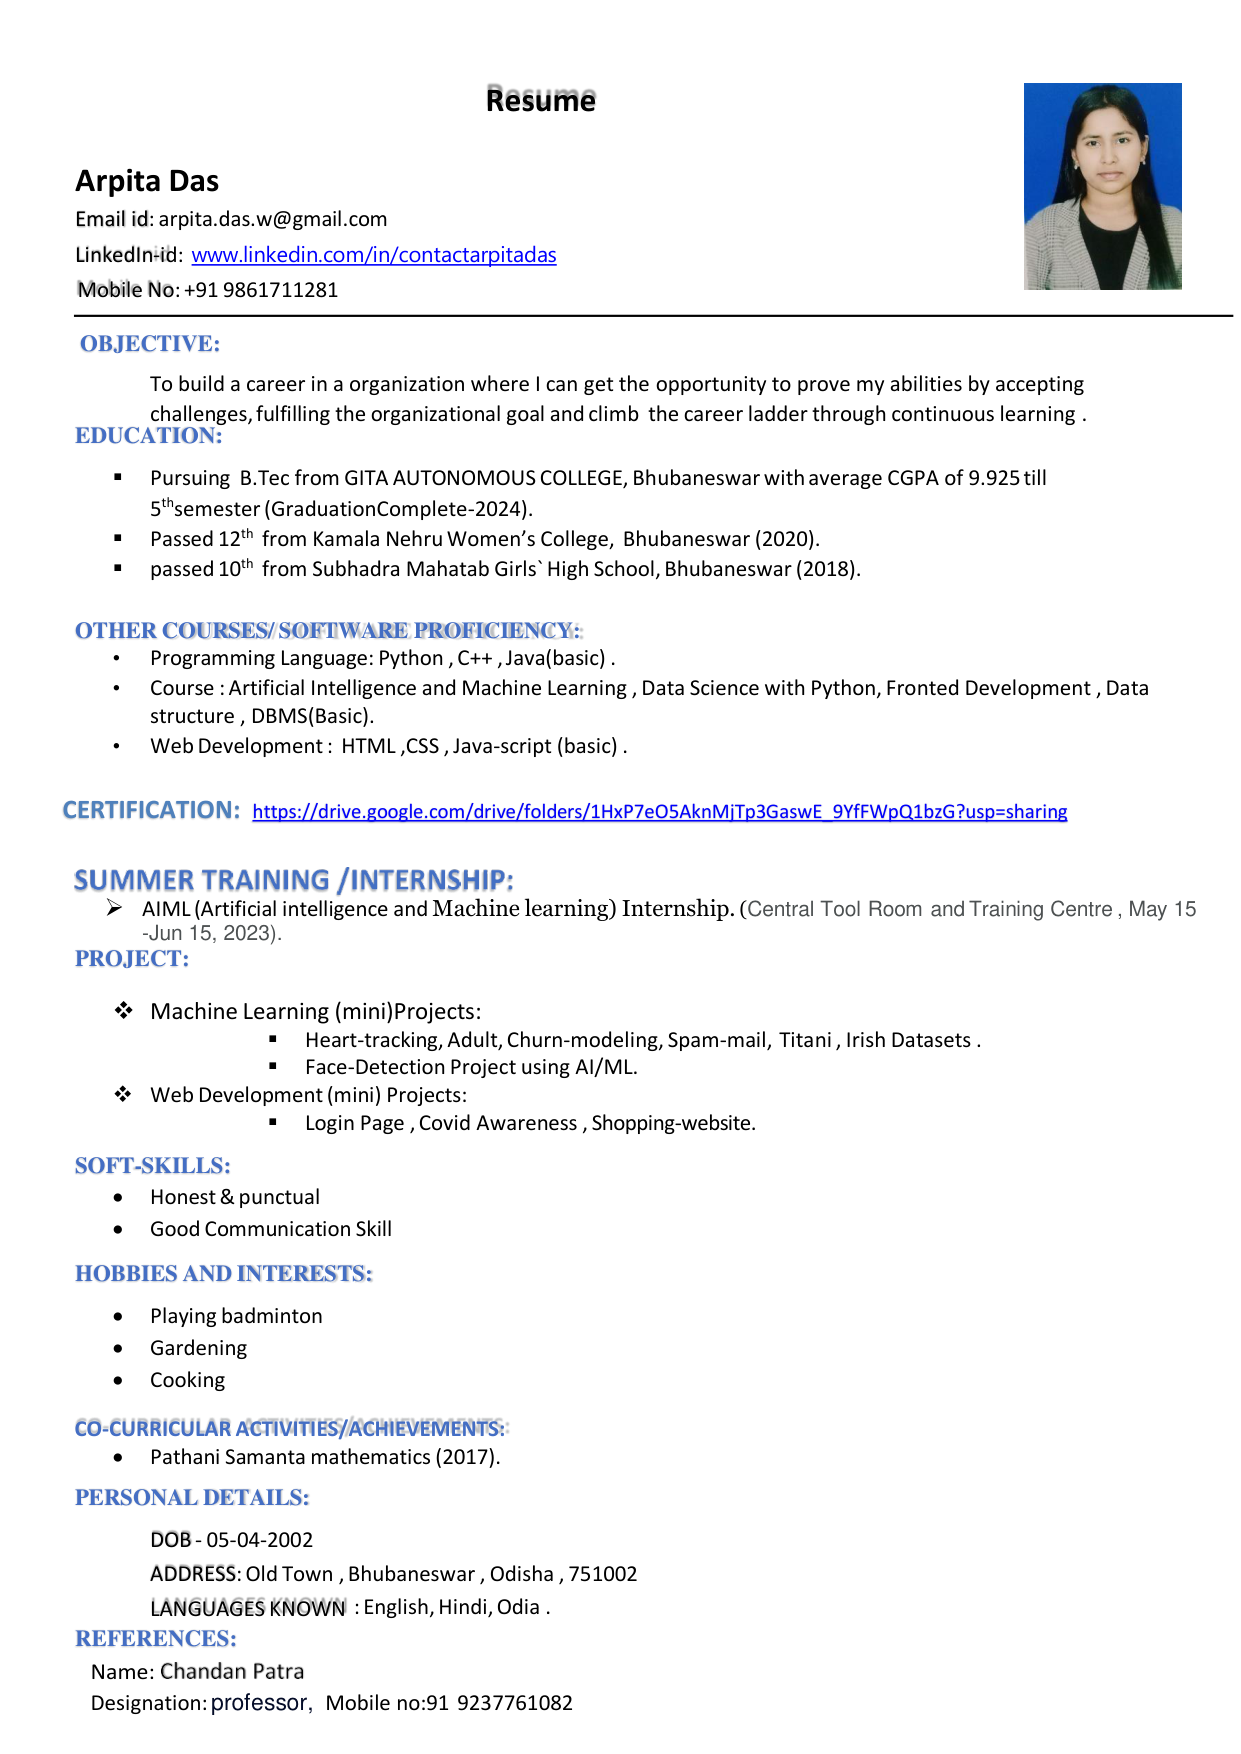 Resume
Arpita Das
Email id: arpita.das.w@gmail.com
LinkedIn-id: www.linkedin.com/in/contactarpitadas
Mobile No: +91 9861711281
OBJECTIVE:
To build a career in a organization where I can get the opportunity to prove my abilities by accepting
challenges, fulfilling the organizational goal and climb the career ladder through continuous learning .
EDUCATION:
▪ Pursuing B.Tec from GITA AUTONOMOUS COLLEGE, Bhubaneswar with average CGPA of 9.925 till
5thsemester (GraduationComplete-2024).
▪ Passed 12th from Kamala Nehru Women’s College, Bhubaneswar (2020).
▪ passed 10th from Subhadra Mahatab Girls` High School, Bhubaneswar (2018).
OTHER COURSES/ SOFTWARE PROFICIENCY:
• Programming Language: Python , C++ , Java(basic) .
• Course : Artificial Intelligence and Machine Learning , Data Science with Python, Fronted Development , Data
structure , DBMS(Basic).
• Web Development : HTML ,CSS , Java-script (basic) .
CERTIFICATION: https://drive.google.com/drive/folders/1HxP7eO5AknMjTp3GaswE_9YfFWpQ1bzG?usp=sharing
SUMMER TRAINING /INTERNSHIP:
➢ AIML (Artificial intelligence and Machine learning) Internship. (Central Tool Room and Training Centre , May 15
-Jun 15, 2023).
PROJECT:
❖ Machine Learning (mini)Projects:
▪ Heart-tracking, Adult, Churn-modeling, Spam-mail, Titani , Irish Datasets .
▪ Face-Detection Project using AI/ML.
❖ Web Development (mini) Projects:
▪ Login Page , Covid Awareness , Shopping-website.
SOFT-SKILLS:
• Honest & punctual
• Good Communication Skill
HOBBIES AND INTERESTS:
• Playing badminton
• Gardening
• Cooking
CO-CURRICULAR ACTIVITIES/ACHIEVEMENTS:
• Pathani Samanta mathematics (2017).
PERSONAL DETAILS:
DOB - 05-04-2002
ADDRESS: Old Town , Bhubaneswar , Odisha , 751002
LANGUAGES KNOWN : English, Hindi, Odia .
REFERENCES:
Name: Chandan Patra
Designation: professor, Mobile no:91 9237761082